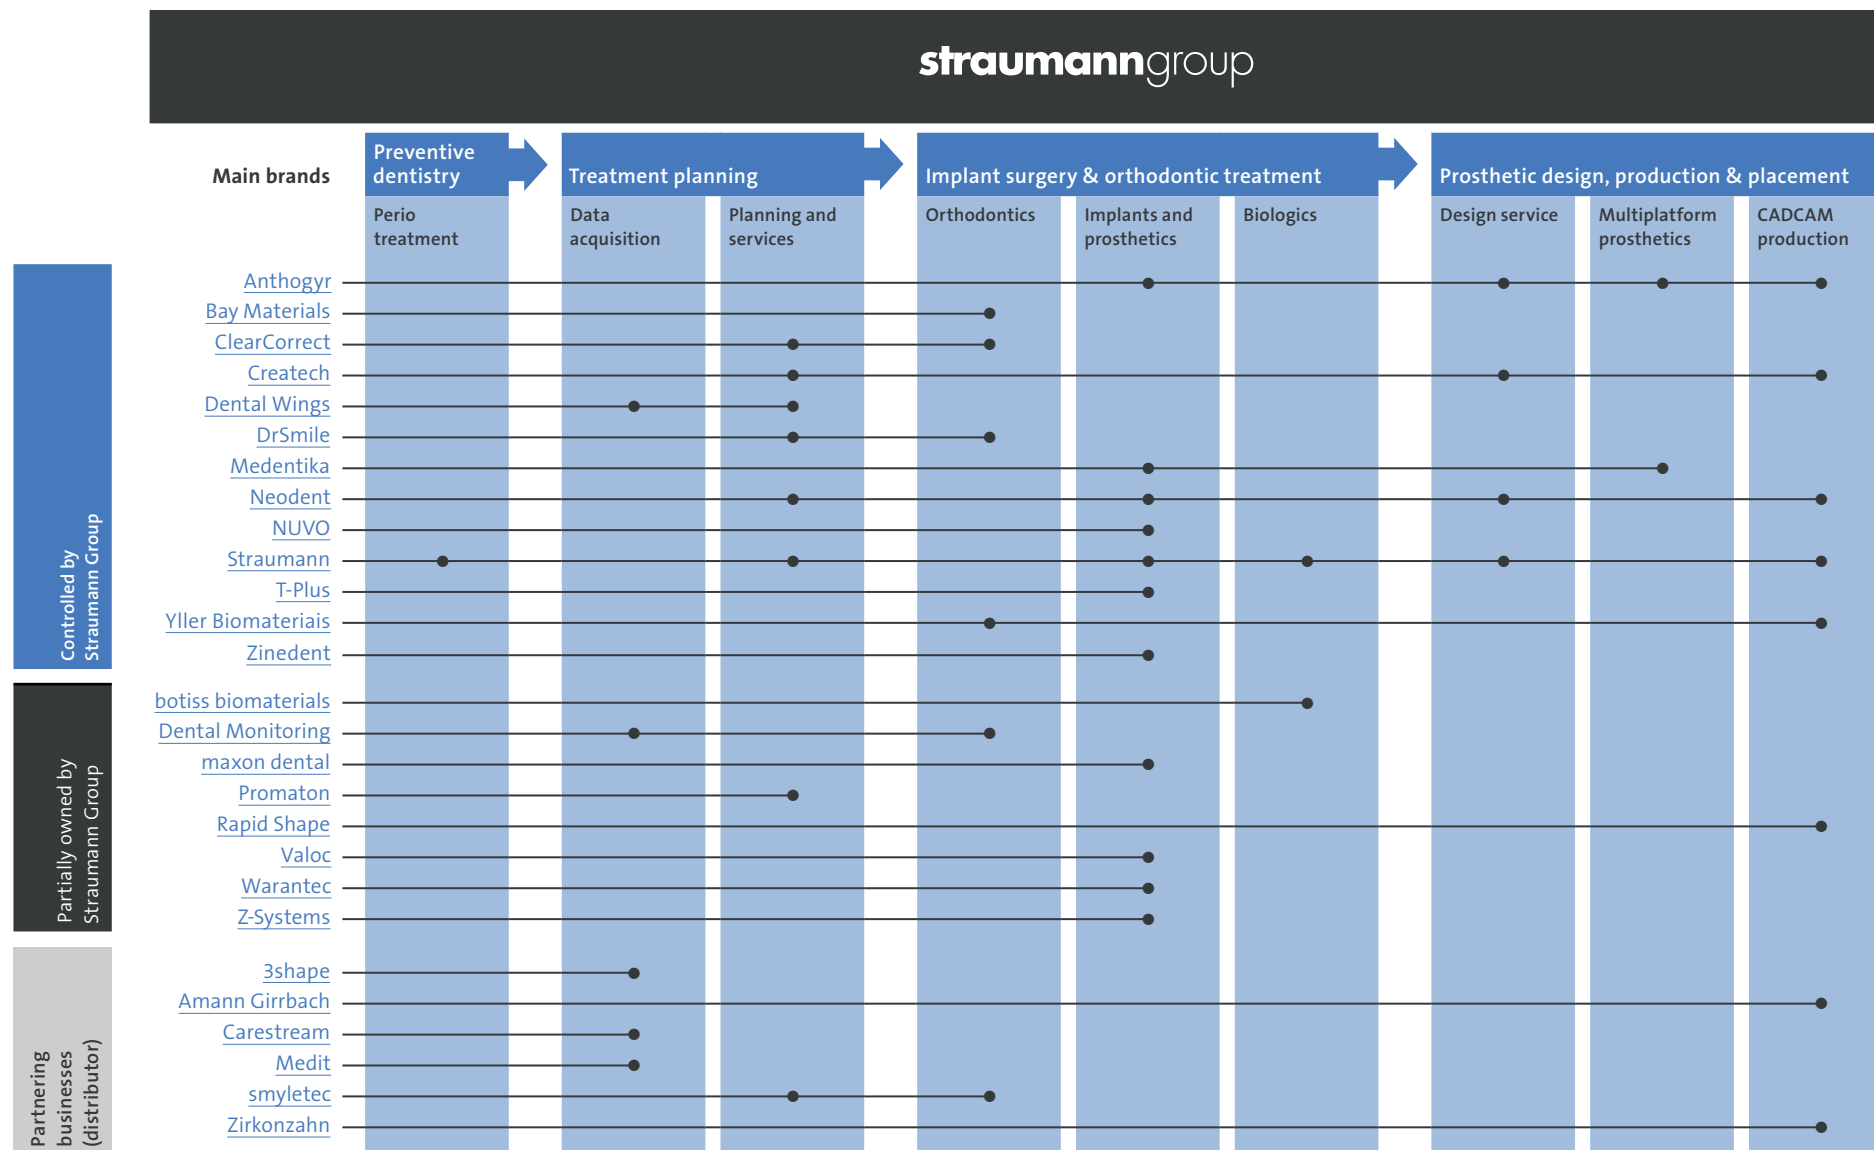 straumanngroup
Main brands
Preventive
dentistry
Treatment planning
Implant surgery & orthodontic treatment
Prosthetic design, production & placement
Perio
treatment
Data
acquisition
Planning and
services
Orthodontics
Implants and
prosthetics
Biologics
Design service
Multiplatform
prosthetics
CADCAM
production
Controlled by
Straumann Group
Anthogyr
Bay Materials
ClearCorrect
Createch
Dental Wings
DrSmile
Medentika
Neodent
NUVO
Straumann
T-Plus
Yller Biomateriais
Zinedent
Partially owned by
Straumann Group
botiss biomaterials
Dental Monitoring
maxon dental
Promaton
Rapid Shape
Valoc
Warantec
Z-Systems
Partnering
businesses
(distributor)
3shape
Amann Girrbach
Carestream
Medit
smyletec
Zirkonzahn